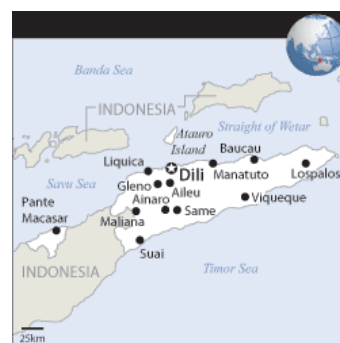 Banda Sea
INDONESIA
Atauro
Island
Straight of Wetar
Baucau
Liquica
Dili
Manatuto
Lospalos
Savu Sea
Gleno
Aileu
Pante
Macasar
Ainaro
Same
Viqueque
Maliana
Suai
INDONESIA
Timor Sea
25km